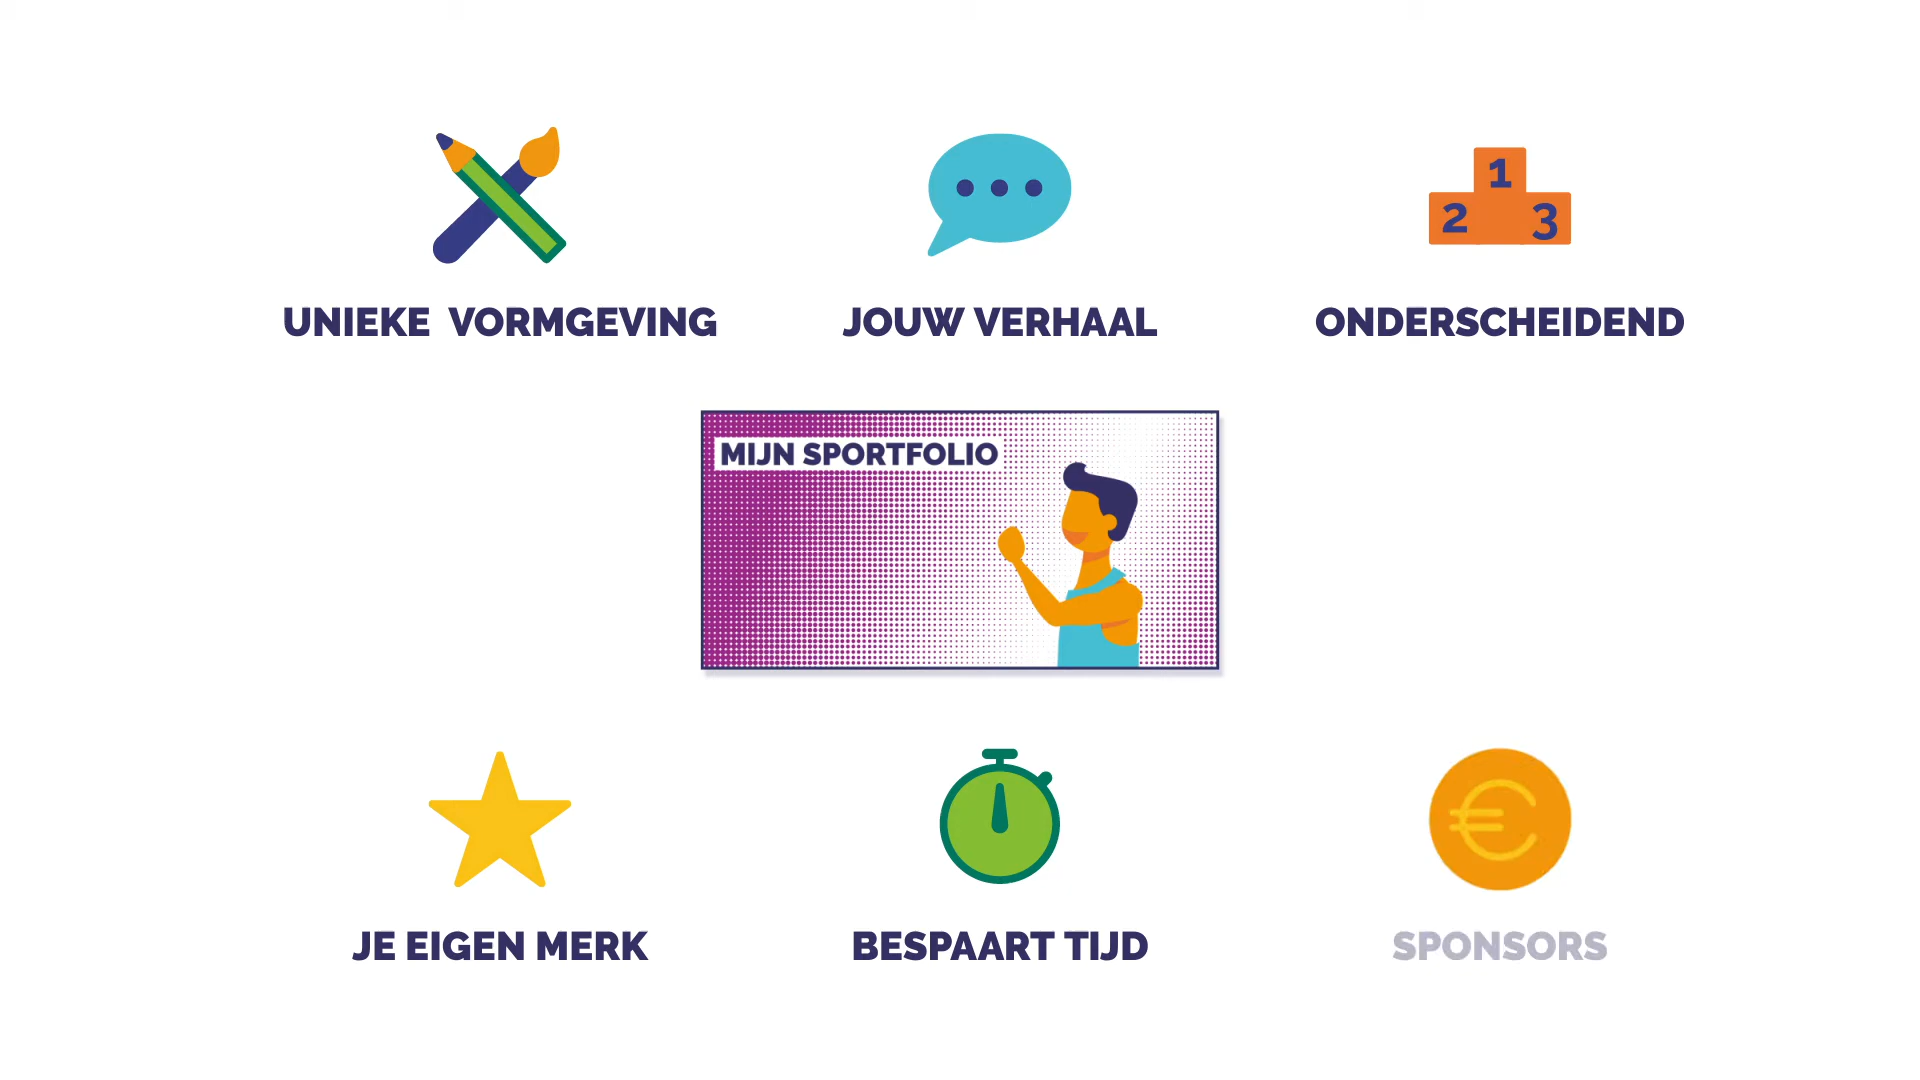 1
2 3
UNIEKE VORMGEVING
JOUW VERHAAL
ONDERSCHEIDEND
MIJN SPORTFOLIO
€
JE EIGEN MERK
BESPAART TIJD
SPONSORS